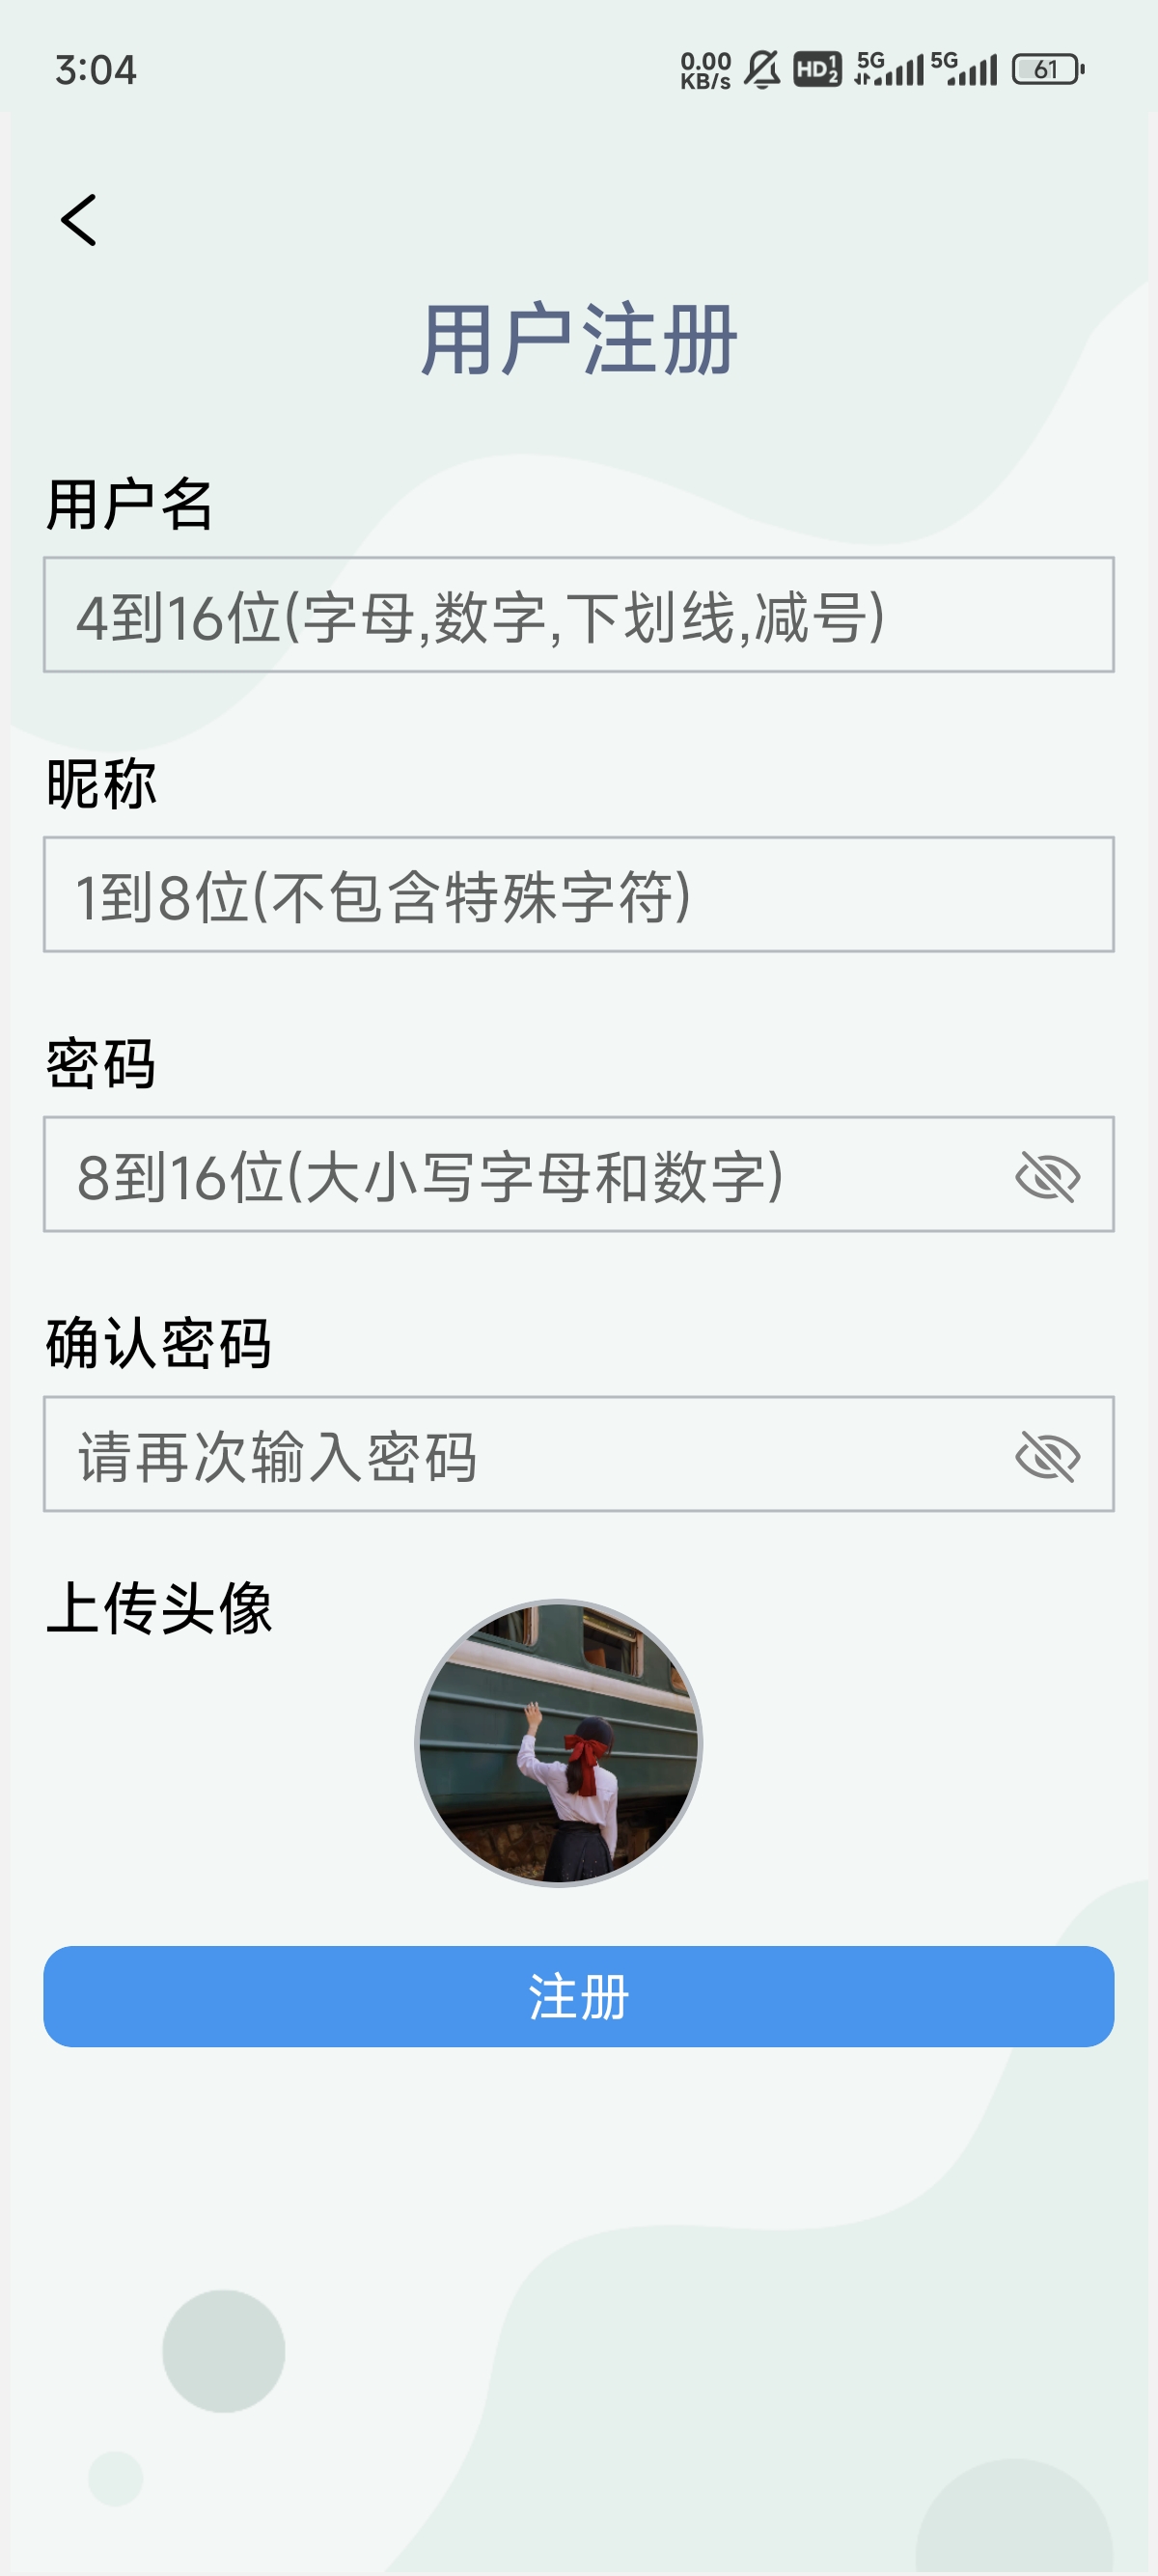 3:04
0.00
KB/s
HD 1 2
5G
5G
61
用户注册
用户名
4到16位(字母,数字,下划线,减号)
昵称
1到8位(不包含特殊字符)
密码
8到16位(大小写字母和数字)
确认密码
请再次输入密码
上传头像
注册